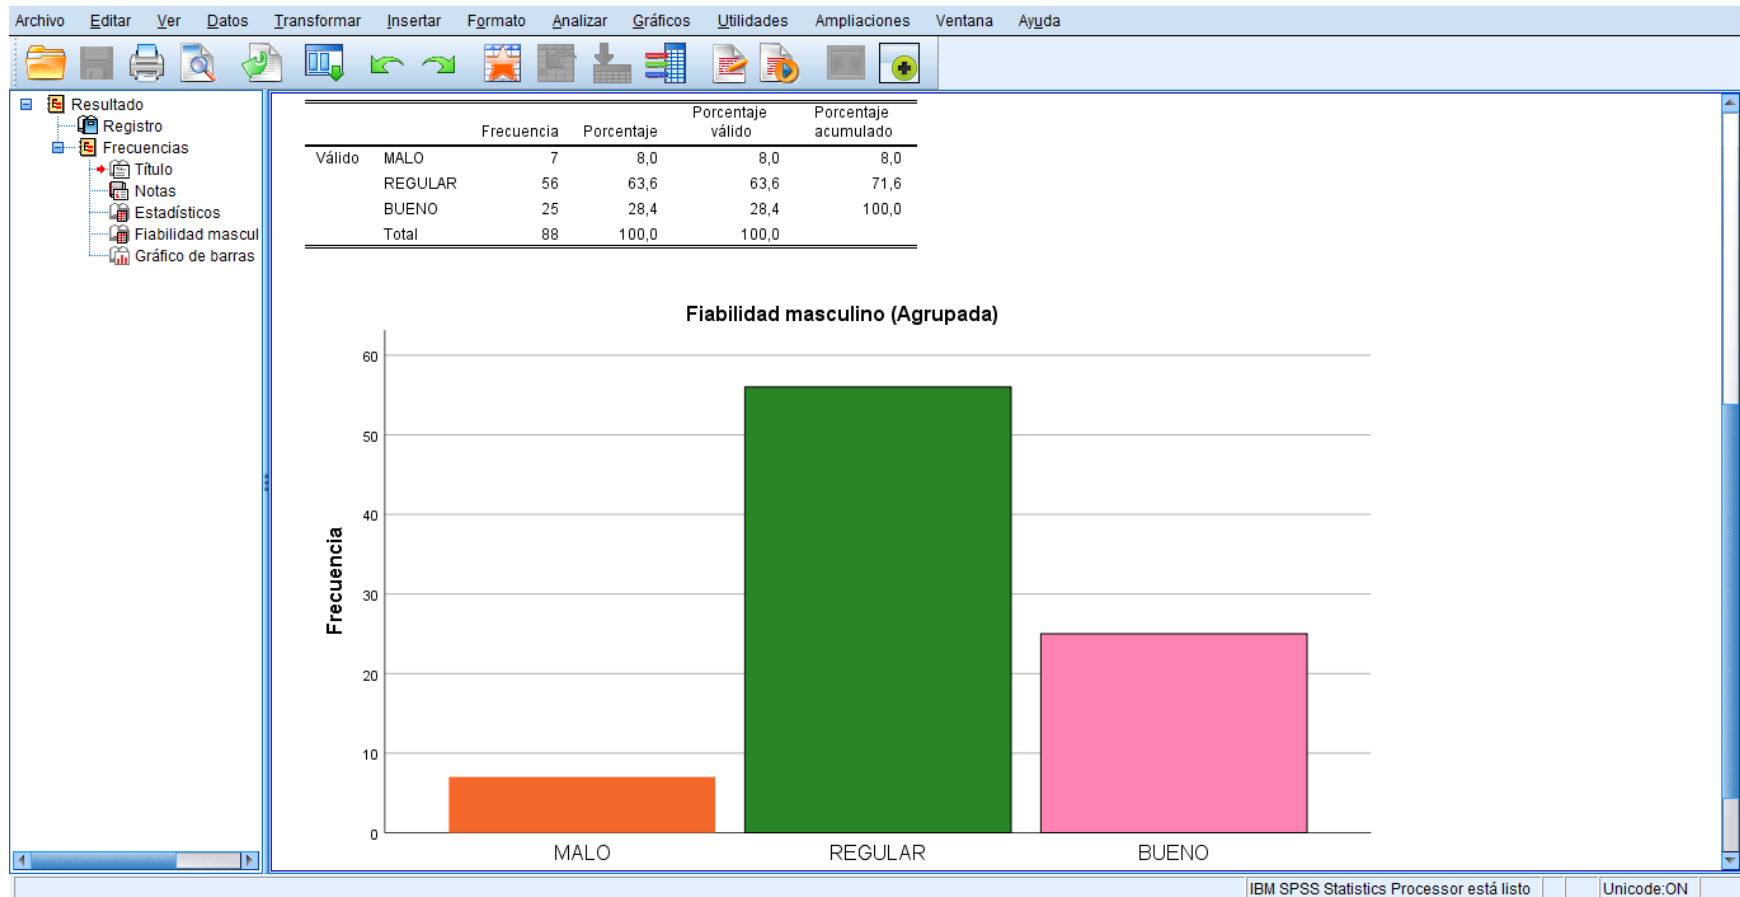 Archivo Editar Ver Datos Transformar Insertar Formato Analizar Gráficos Utilidades Ampliaciones Ventana Ayuda
Resultado
Registro
Frecuencias
Título
Notas
Estadísticos
Fiabilidad mascul
Gráfico de barras
Frecuencia Porcentaje Porcentaje válido Porcentaje acumulado
Válido MALO 7 8,0 8,0 8,0
REGULAR 56 63,6 63,6 71,6
BUENO 25 28,4 28,4 100,0
Total 88 100,0 100,0
Fiabilidad masculino (Agrupada)
Frecuencia
60
50
40
30
20
10
0
MALO REGULAR BUENO
IBM SPSS Statistics Processor está listo Unicode:ON